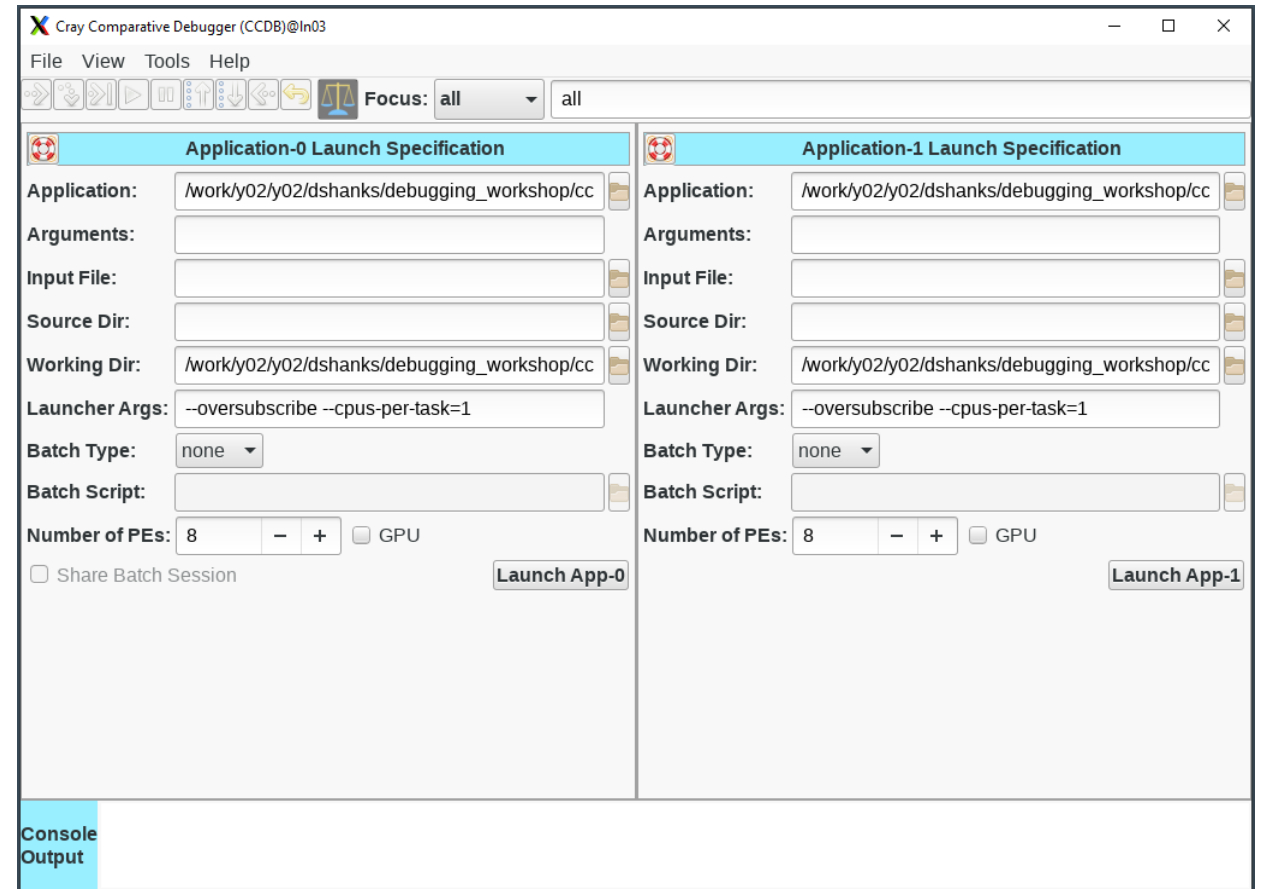 Cray Comparative Debugger (CCDB)@ln03
File View Tools Help
Focus: all all
Application-0 Launch Specification
Application: /work/y02/y02/dshanks/debugging_workshop/cc
Arguments:
Input File:
Source Dir:
Working Dir: /work/y02/y02/dshanks/debugging_workshop/cc
Launcher Args: --oversubscribe --cpus-per-task=1
Batch Type: none
Batch Script:
Number of PEs: 8 − + GPU
Share Batch Session Launch App-0
Application-1 Launch Specification
Application: /work/y02/y02/dshanks/debugging_workshop/cc
Arguments:
Input File:
Source Dir:
Working Dir: /work/y02/y02/dshanks/debugging_workshop/cc
Launcher Args: --oversubscribe --cpus-per-task=1
Batch Type: none
Batch Script:
Number of PEs: 8 − + GPU
Launch App-1
Console
Output